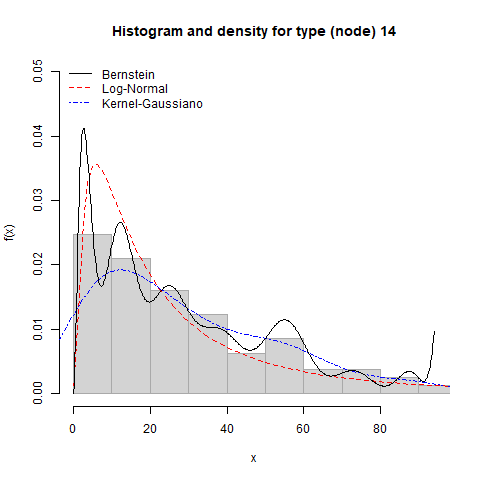 Histogram and density for type (node) 14
f(x)
0.05
0.04
0.03
0.02
0.01
0.00
Bernstein
Log-Normal
Kernel-Gaussiano
0 20 40 60 80
x